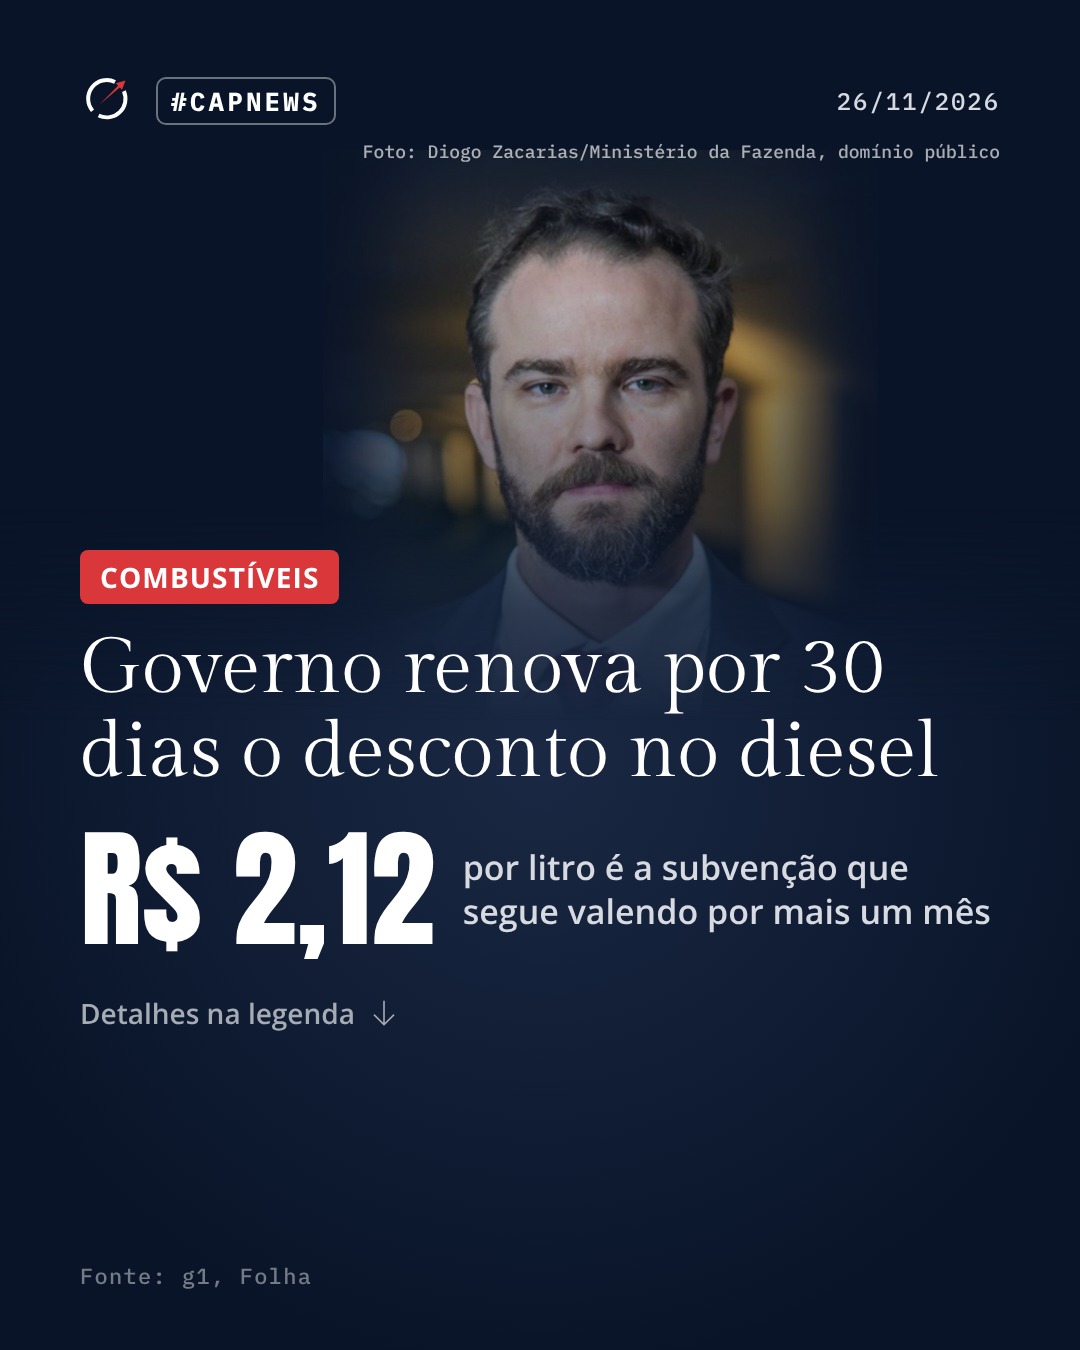 #CAPNEWS
26/11/2026
Foto: Diogo Zacarias/Ministério da Fazenda, domínio público
COMBUSTÍVEIS
Governo renova por 30
dias o desconto no diesel
R$ 2,12
por litro é a subvenção que
segue valendo por mais um mês
Detalhes na legenda ↓
Fonte: g1, Folha